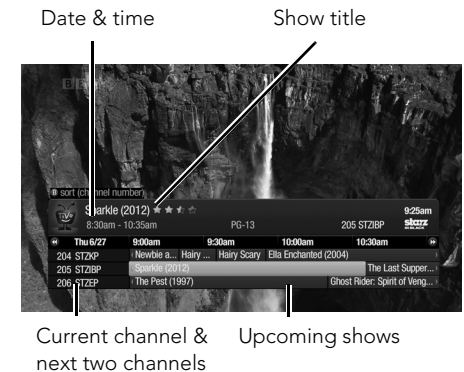 Date & time
Show title
B sort (channel number)
TiVo Sparkle (2012)
9:25am
8:30am - 10:35am PG-13 205 STZIBP starz
IN BLACK
Thu 6/27 9:00am 9:30am 10:00am 10:30am
204 STZKP Newbie a... Hairy ... Hairy Scary Ella Enchanted (2004)
205 STZIBP Sparkle (2012) The Last Supper...
206 STZEP The Pest (1997) Ghost Rider: Spirit of Veng...
Current channel &
next two channels
Upcoming shows